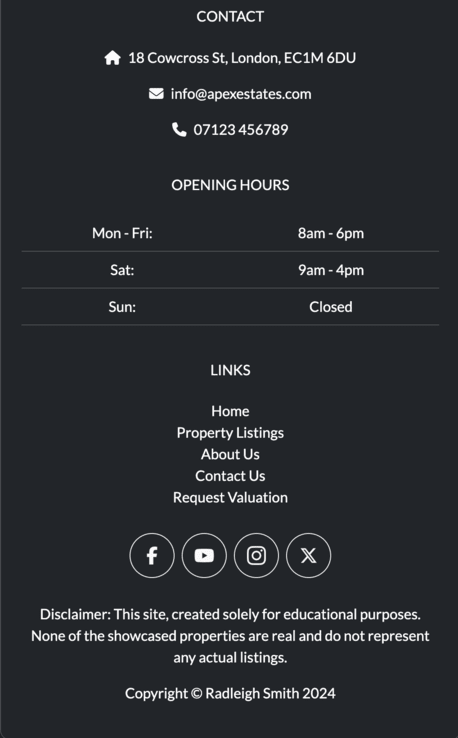 CONTACT
18 Cowcross St, London, EC1M 6DU
info@apexestates.com
07123 456789
OPENING HOURS
Mon - Fri: 8am - 6pm
Sat: 9am - 4pm
Sun: Closed
LINKS
Home
Property Listings
About Us
Contact Us
Request Valuation
Disclaimer: This site, created solely for educational purposes.
None of the showcased properties are real and do not represent
any actual listings.
Copyright © Radleigh Smith 2024